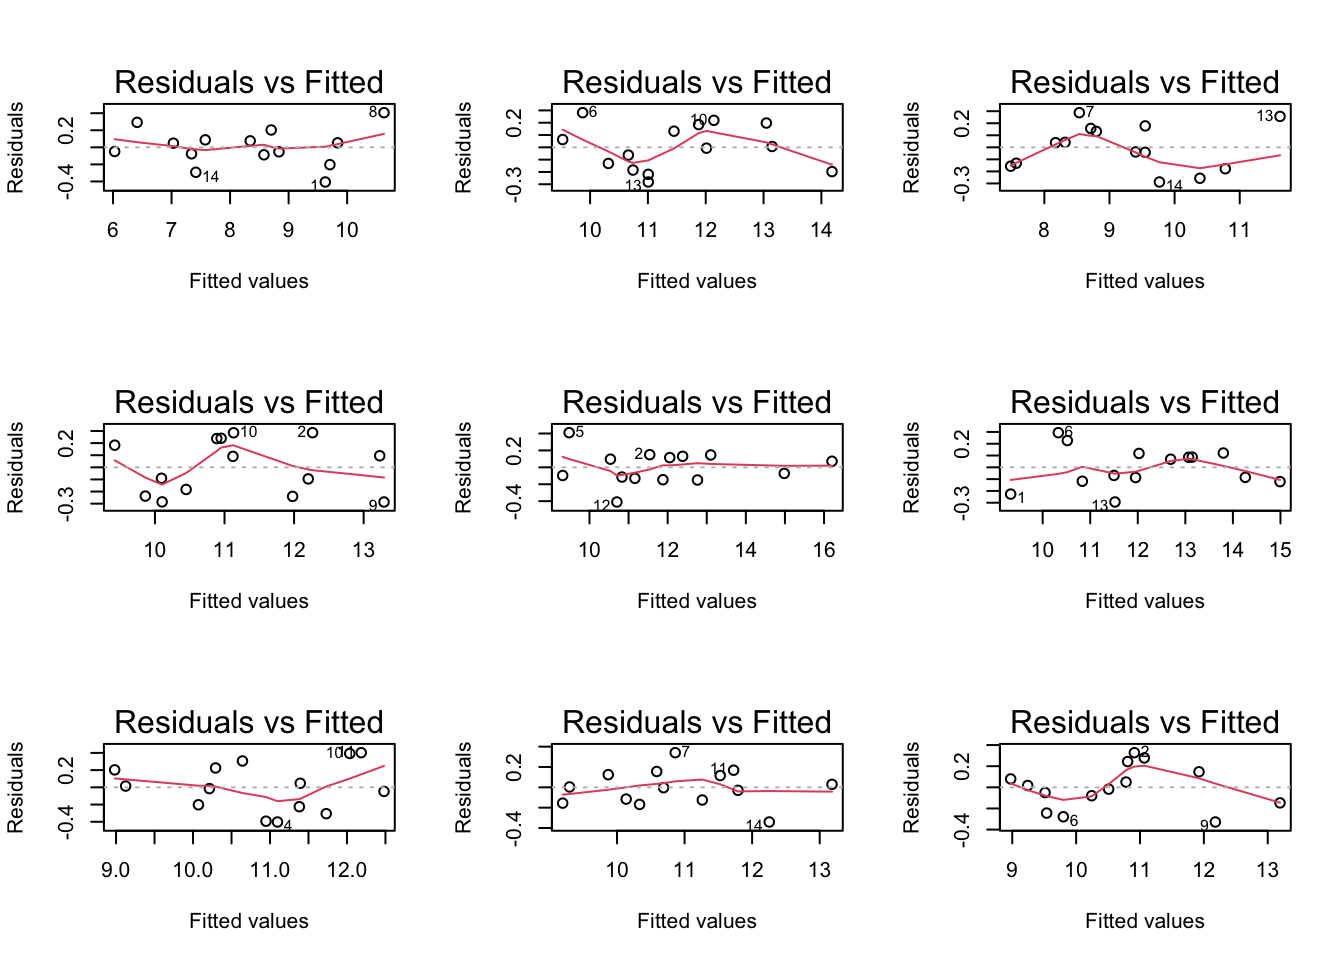 Residuals vs Fitted
Residuals
0.2
-0.4
8
14
1
6 7 8 9 10
Fitted values
Residuals vs Fitted
Residuals
0.2
-0.3
6
10
13
10 11 12 13 14
Fitted values
Residuals vs Fitted
Residuals
0.2
-0.3
7
13
14
8 9 10 11
Fitted values
Residuals vs Fitted
Residuals
0.2
-0.3
10
2
9
10 11 12 13
Fitted values
Residuals vs Fitted
Residuals
0.2
-0.4
5
2
12
10 12 14 16
Fitted values
Residuals vs Fitted
Residuals
0.2
-0.3
6
1
13
10 11 12 13 14 15
Fitted values
Residuals vs Fitted
Residuals
0.2
-0.4
10
4
9.0 10.0 11.0 12.0
Fitted values
Residuals vs Fitted
Residuals
0.2
-0.4
7
11
14
10 11 12 13
Fitted values
Residuals vs Fitted
Residuals
0.2
-0.4
2
6
9
9 10 11 12 13
Fitted values